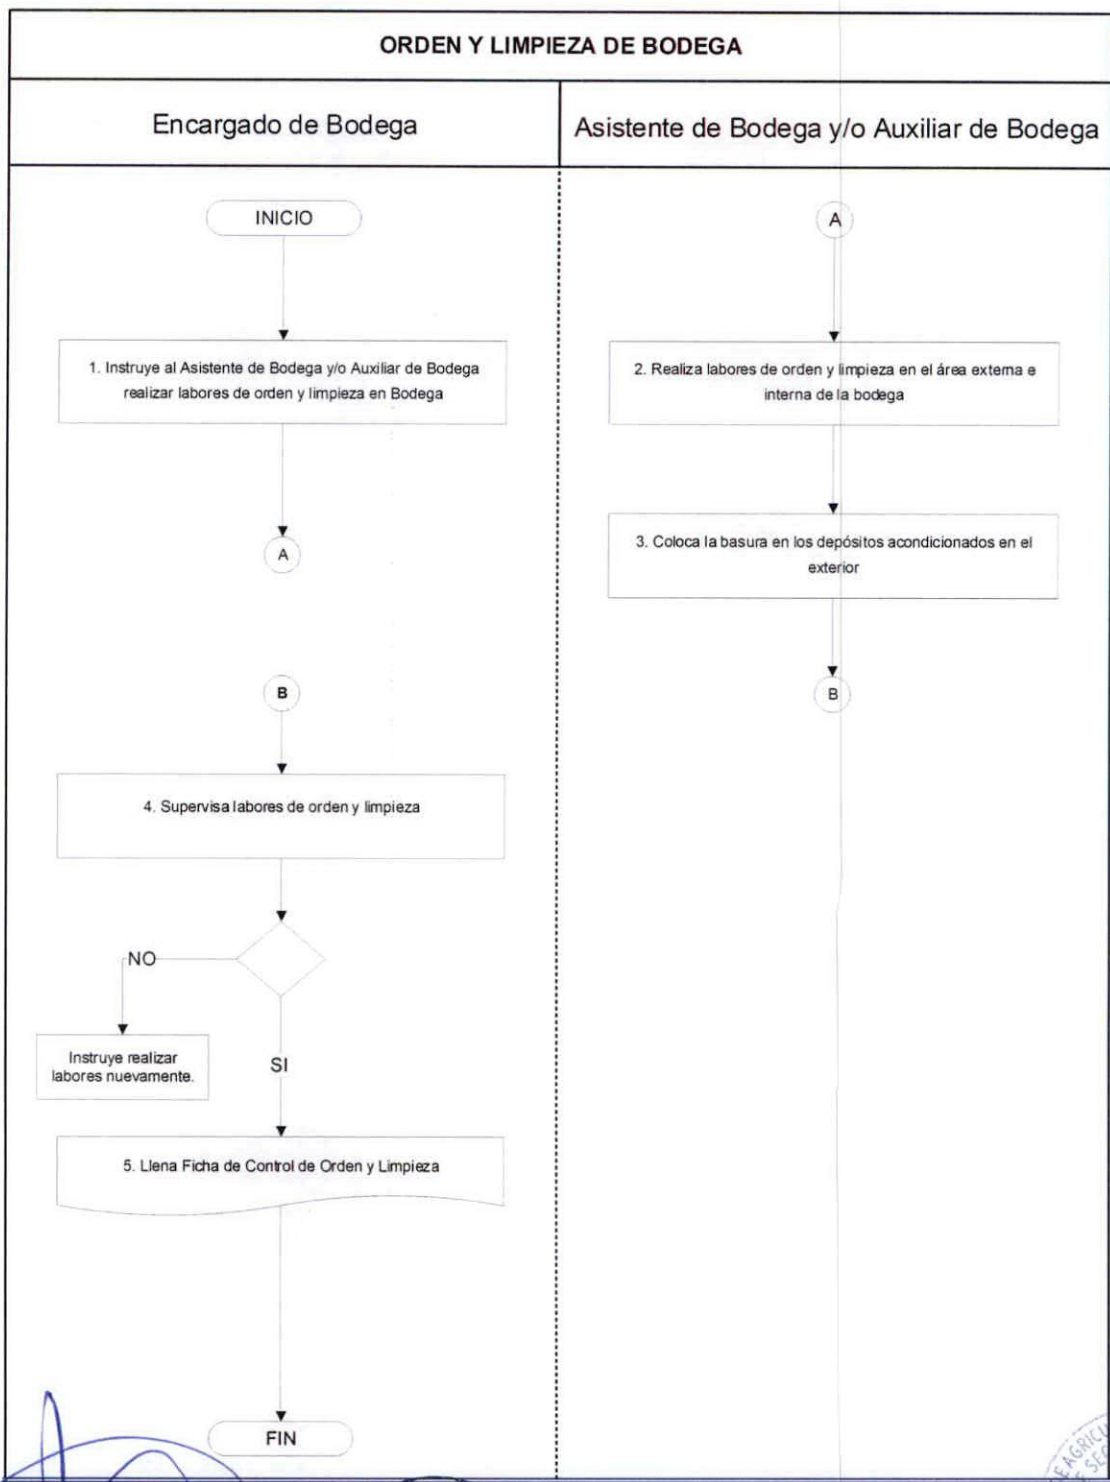 ORDEN Y LIMPIEZA DE BODEGA
Encargado de Bodega
Asistente de Bodega y/o Auxiliar de Bodega
INICIO
1. Instruye al Asistente de Bodega y/o Auxiliar de Bodega
realizar labores de orden y limpieza en Bodega
A
B
4. Supervisa labores de orden y limpieza
NO
Instruye realizar
labores nuevamente.
SI
5. Llena Ficha de Control de Orden y Limpieza
FIN
A
2. Realiza labores de orden y limpieza en el área externa e
interna de la bodega
3. Coloca la basura en los depósitos acondicionados en el
exterior
B